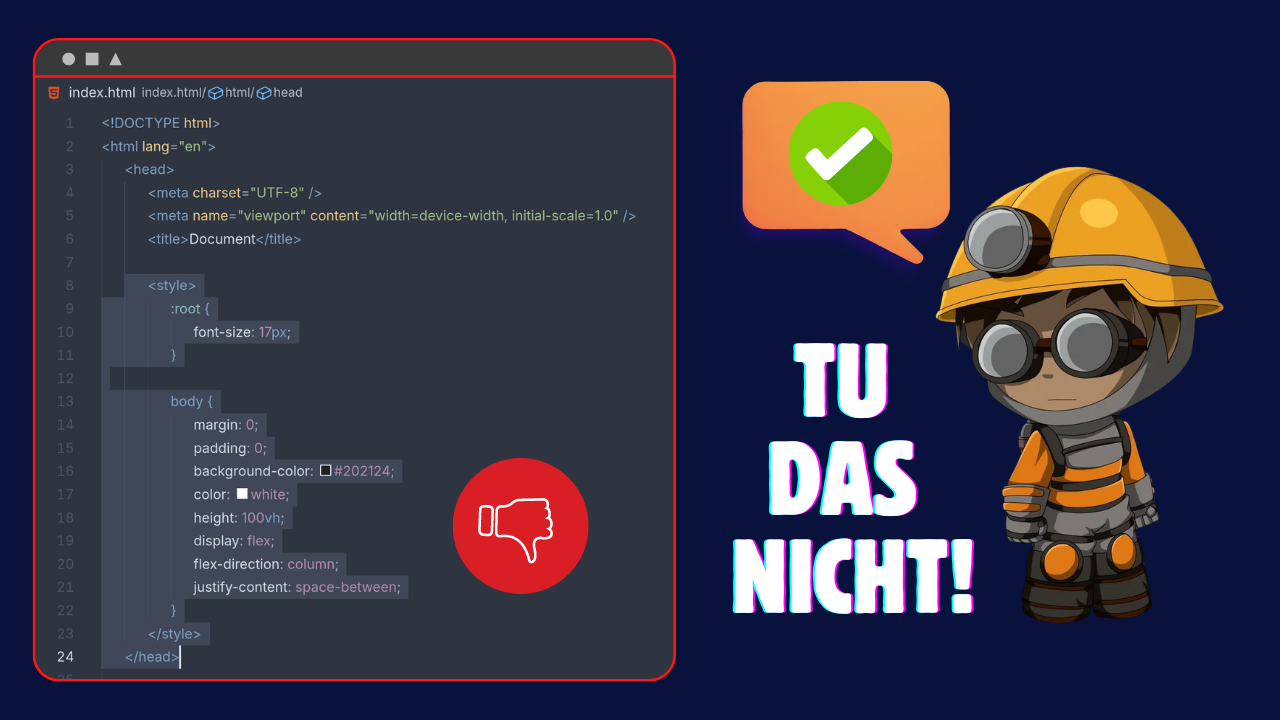 index.html index.html/ html/ head
1 <!DOCTYPE html>
2 <html lang="en">
3 <head>
4 <meta charset="UTF-8" />
5 <meta name="viewport" content="width=device-width, initial-scale=1.0" />
6 <title>Document</title>
7
8 <style>
9 :root {
10 font-size: 17px;
11 }
12
13 body {
14 margin: 0;
15 padding: 0;
16 background-color: #202124;
17 color: white;
18 height: 100vh;
19 display: flex;
20 flex-direction: column;
21 justify-content: space-between;
22 }
23 </style>
24 </head>
25
TU
DAS
NICHT!